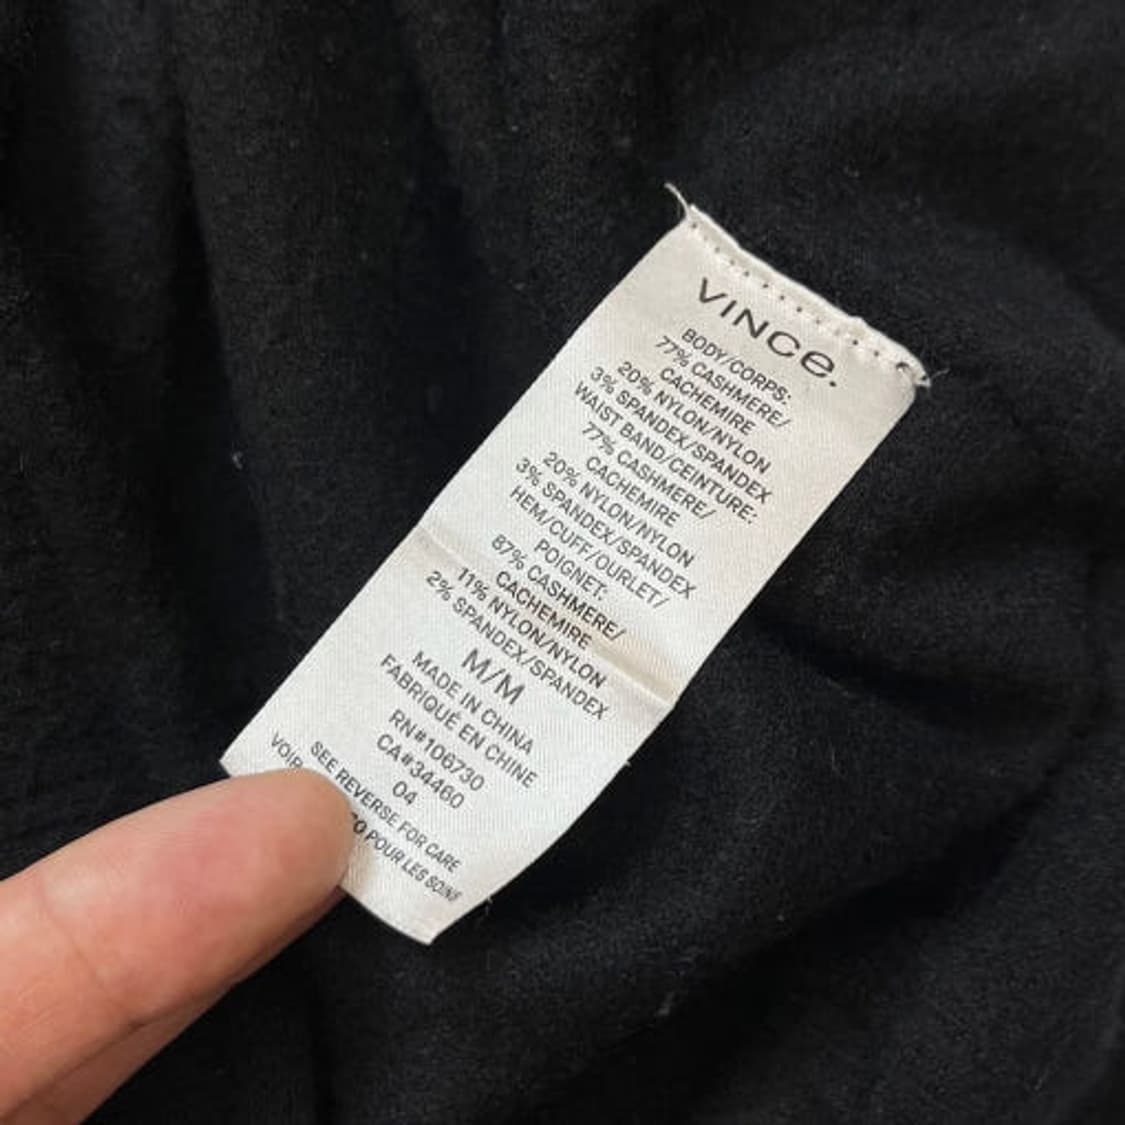 VINCe.
BODY/CORPS:
77% CASHMERE/
CACHEMIRE
20% NYLON/NYLON
3% SPANDEX/SPANDEX
WAIST BAND/CEINTURE:
77% CASHMERE/
CACHEMIRE
20% NYLON/NYLON
3% SPANDEX/SPANDEX
HEM/CUFF/OURLET/
POIGNET:
87% CASHMERE/
CACHEMIRE
11% NYLON/NYLON
2% SPANDEX/SPANDEX
M/M
MADE IN CHINA
FABRIQUÉ EN CHINE
RN#106730
CA#34460
04
SEE REVERSE FOR CARE
VOIR POUR LES SOINS